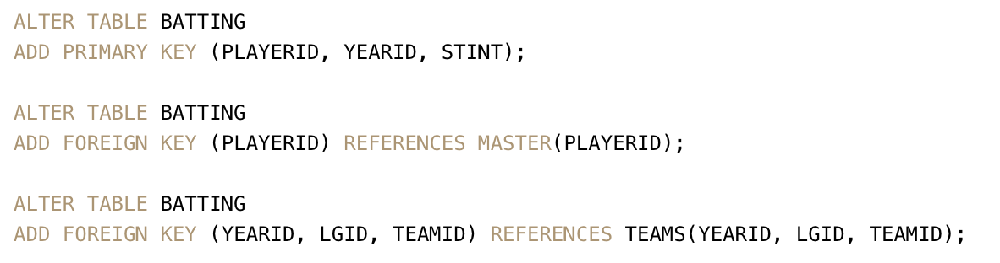 ALTER TABLE BATTING
ADD PRIMARY KEY (PLAYERID, YEARID, STINT);
ALTER TABLE BATTING
ADD FOREIGN KEY (PLAYERID) REFERENCES MASTER(PLAYERID);
ALTER TABLE BATTING
ADD FOREIGN KEY (YEARID, LGID, TEAMID) REFERENCES TEAMS(YEARID, LGID, TEAMID);